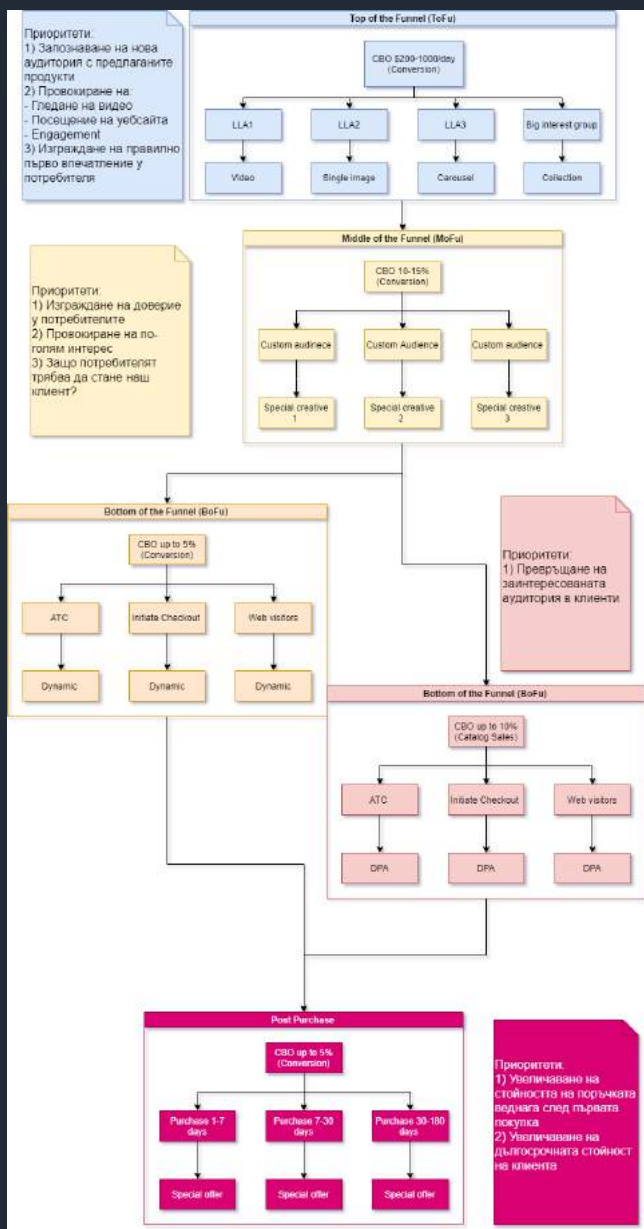 Приоритети:
1) Запознаване на нова
аудитория с предлаганите
продукти
2) Провокиране на:
- Гледане на видео
- Посещение на уебсайта
- Engagement
3) Изграждане на правилно
първо впечатление у
потребителя
Top of the Funnel (ToFu)
CBO $200-1000/day
(Conversion)
LLA1
LLA2
LLA3
Big interest group
Video
Single image
Carousel
Collection
Приоритети:
1) Изграждане на доверие
у потребителите
2) Провокиране на по-
голям интерес
3) Защо потребителят
трябва да стане наш
клиент?
Middle of the Funnel (MoFu)
CBO 10-15%
(Conversion)
Custom audinece
Custom Audience
Custom audience
Special creative
1
Special creative
2
Special creative
3
Bottom of the Funnel (BoFu)
CBO up to 5%
(Conversion)
ATC
Initiate Checkout
Web visitors
Dynamic
Dynamic
Dynamic
Приоритети:
1) Превръщане на
заинтересованата
аудитория в клиенти
Bottom of the Funnel (BoFu)
CBO up to 10%
(Catalog Sales)
ATC
Initiate Checkout
Web visitors
DPA
DPA
DPA
Post Purchase
CBO up to 5%
(Conversion)
Purchase 1-7
days
Purchase 7-30
days
Purchase 30-180
days
Special offer
Special offer
Special offer
Приоритети:
1) Увеличаване на
стойността на поръчката
веднага след първата
покупка
2) Увеличаване на
дългосрочната стойност
на клиента